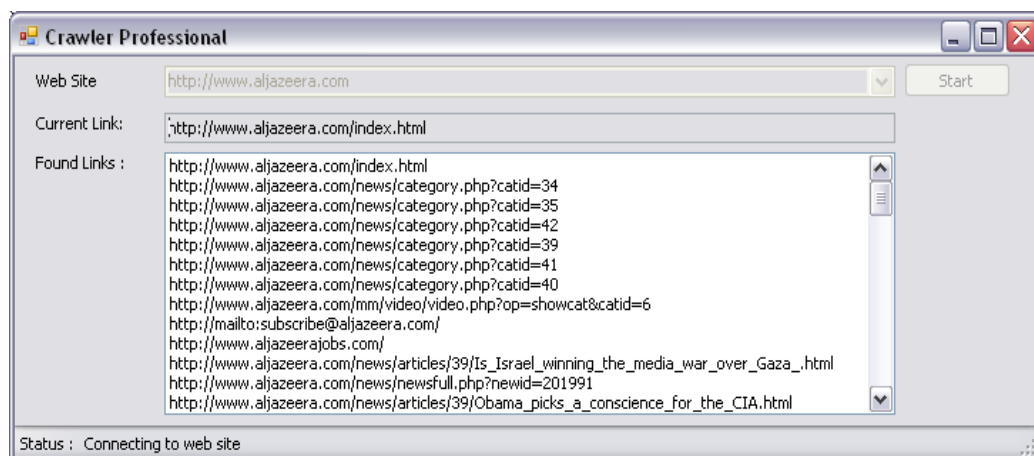 Crawler Professional
Web Site http://www.aljazeera.com Start
Current Link: http://www.aljazeera.com/index.html
Found Links : http://www.aljazeera.com/index.html
http://www.aljazeera.com/news/category.php?catid=34
http://www.aljazeera.com/news/category.php?catid=35
http://www.aljazeera.com/news/category.php?catid=42
http://www.aljazeera.com/news/category.php?catid=39
http://www.aljazeera.com/news/category.php?catid=41
http://www.aljazeera.com/news/category.php?catid=40
http://www.aljazeera.com/mm/video/video.php?op=showcat&catid=6
http://mailto:subscribe@aljazeera.com/
http://www.aljazeerajobs.com/
http://www.aljazeera.com/news/articles/39/Is_Israel_winning_the_media_war_over_Gaza_.html
http://www.aljazeera.com/news/newsfull.php?newid=201991
http://www.aljazeera.com/news/articles/39/Obama_picks_a_conscience_for_the_CIA.html
Status : Connecting to web site